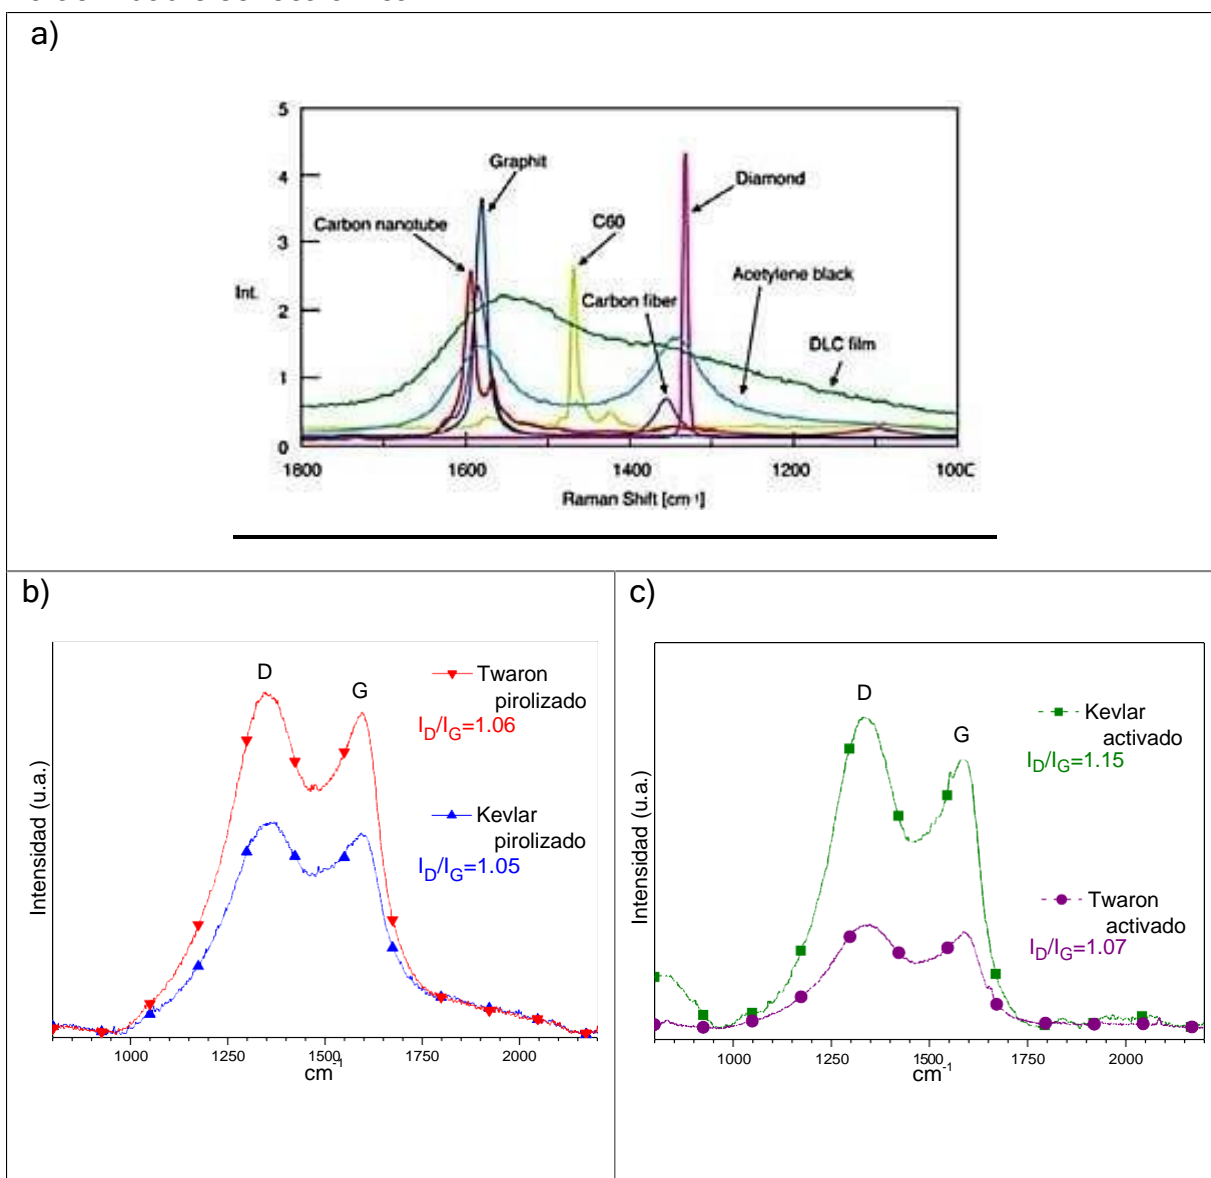 a)
5
4
3
2
1
0
Int.
Graphit
Carbon nanotube
C60
Diamond
Carbon fiber
Acetylene black
DLC film
1800
1600
1400
1200
100C
Raman Shift [cm⁻¹]
b)
D
G
Twaron
pirolizado
I_D/I_G=1.06
Kevlar
pirolizado
I_D/I_G=1.05
Intensidad (u.a.)
1000
1250
1500
1750
2000
cm⁻¹
c)
D
G
Kevlar
activado
I_D/I_G=1.15
Twaron
activado
I_D/I_G=1.07
Intensidad (u.a.)
1000
1250
1500
1750
2000
cm⁻¹